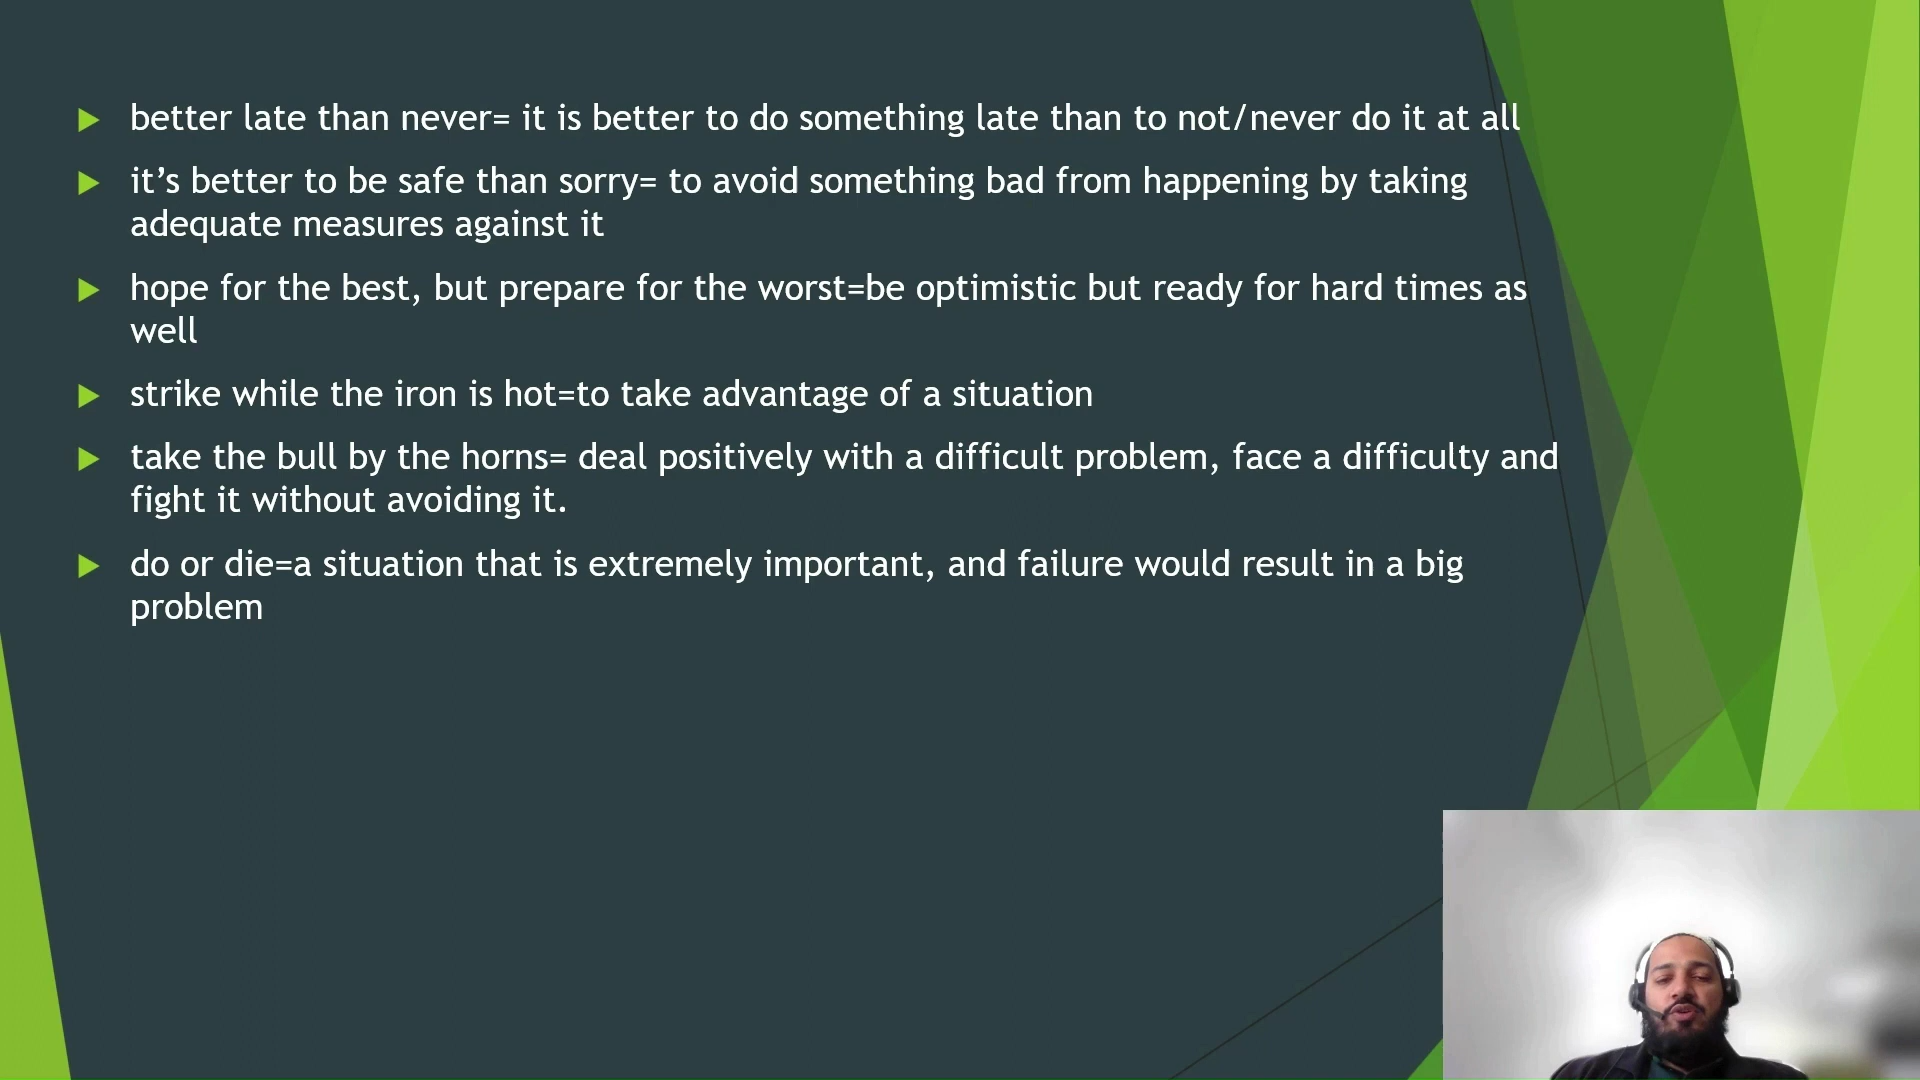 better late than never= it is better to do something late than to not/never do it at all
it’s better to be safe than sorry= to avoid something bad from happening by taking
adequate measures against it
hope for the best, but prepare for the worst=be optimistic but ready for hard times as
well
strike while the iron is hot=to take advantage of a situation
take the bull by the horns= deal positively with a difficult problem, face a difficulty and
fight it without avoiding it.
do or die=a situation that is extremely important, and failure would result in a big
problem